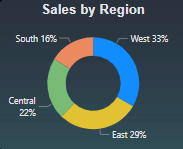 Sales by Region
South 16%
West 33%
Central
22%
East 29%